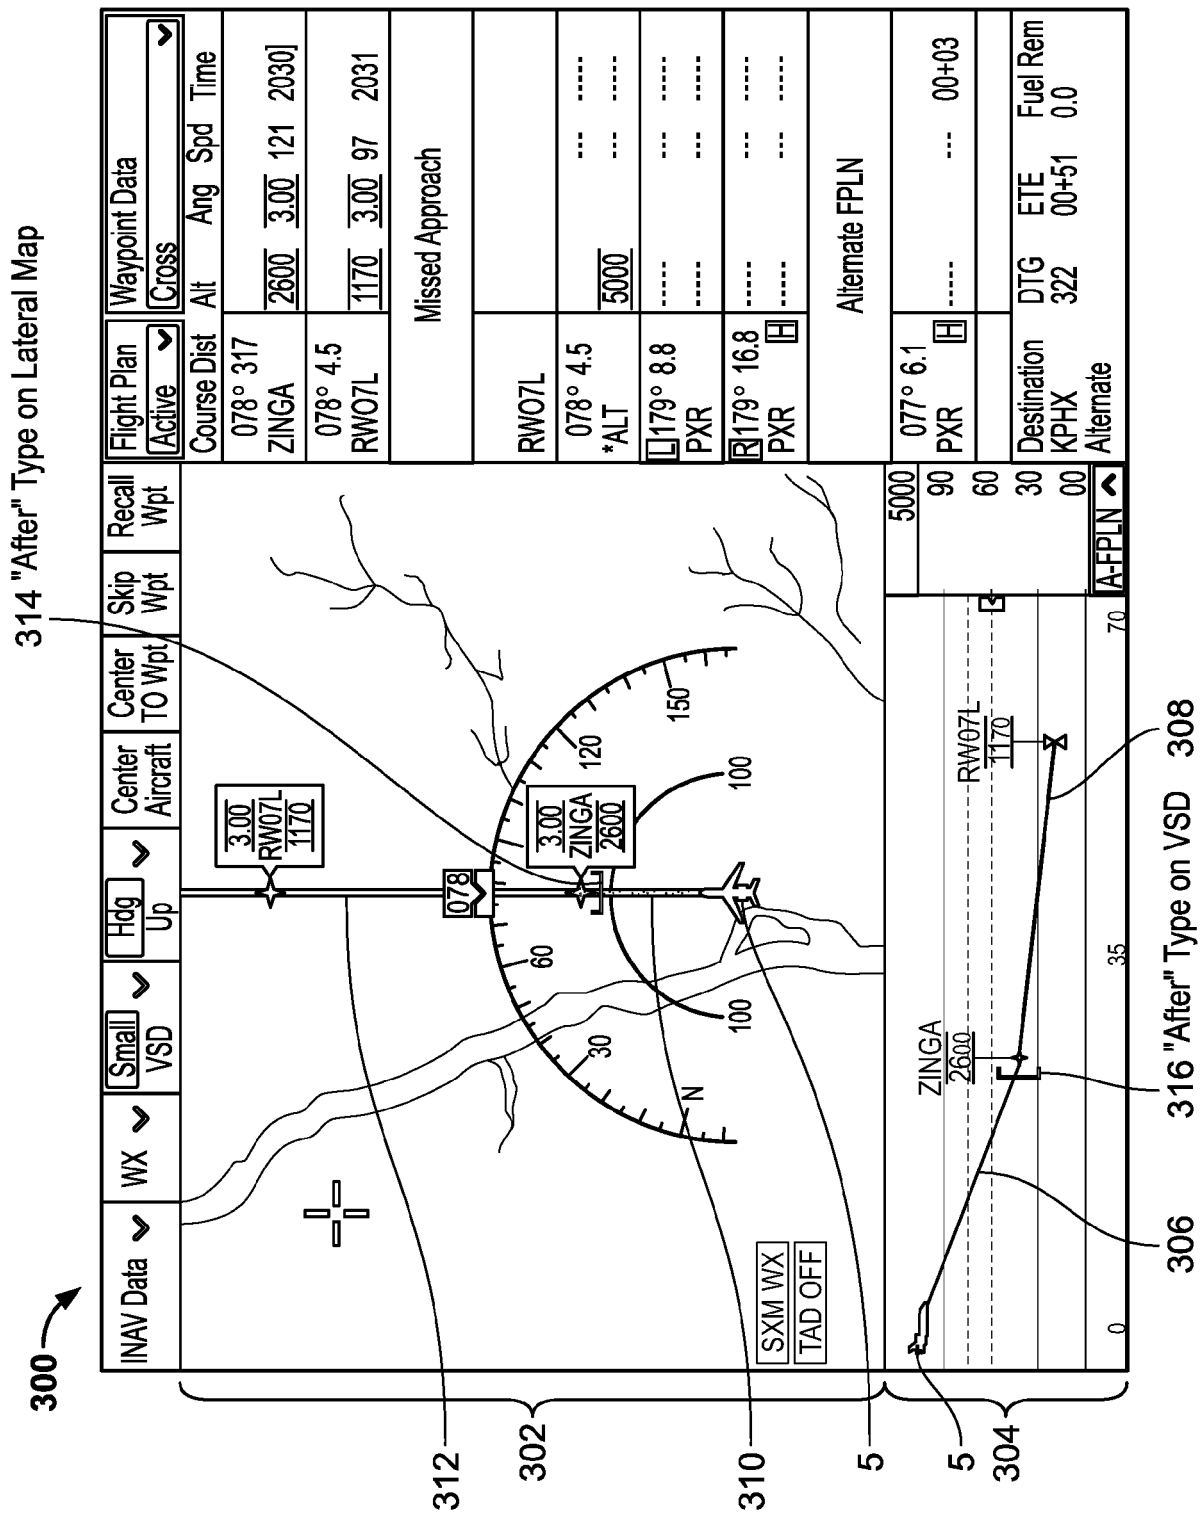 300
INAV Data
WX
Small
VSD
Hdg
Up
Center
Aircraft
Center
TO Wpt
Skip
Wpt
Recall
Wpt
314 "After" Type on Lateral Map
Flight Plan
Active
Waypoint Data
Cross
Course Dist Alt Ang Spd Time
078° 317
ZINGA 2600 3.00 121 2030]
078° 4.5
RW07L 1170 3.00 97 2031
Missed Approach
RWO7L
078° 4.5 --- -----
*ALT 5000 --- -----
L 179° 8.8 ----- --- -----
PXR ----- --- -----
R 179° 16.8 ----- --- -----
PXR H ----- --- -----
Alternate FPLN
077° 6.1
PXR H ----- --- 00+03
Destination DTG ETE Fuel Rem
KPHX 322 00+51 0.0
Alternate
3.00
RW07L
1170
078
3.00
ZINGA
2600
N
30
60
120
150
100
100
SXM WX
TAD OFF
312
302
310
5
5
304
ZINGA
2600
RW07L
1170
5000
90
60
30
00
A-FPLN
0
35
70
306
316 "After" Type on VSD
308